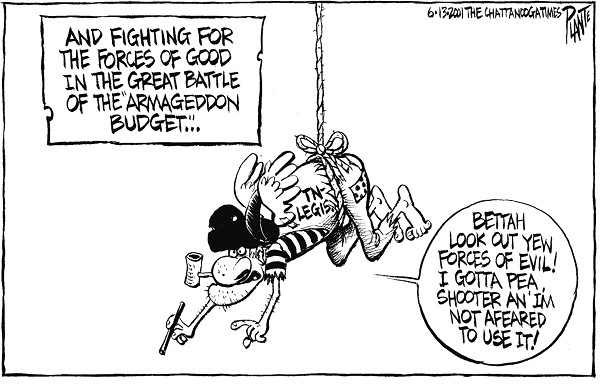 6-13-2001 THE CHATTANOOGA TIMES
PLANTE
AND FIGHTING FOR
THE FORCES OF GOOD
IN THE GREAT BATTLE
OF THE "ARMAGEDDON
BUDGET"...
TN-
LEGIS.
BETTAH
LOOK OUT YEW
FORCES OF EVIL!
I GOTTA PEA
SHOOTER AN' I'M
NOT AFEARED
TO USE IT!